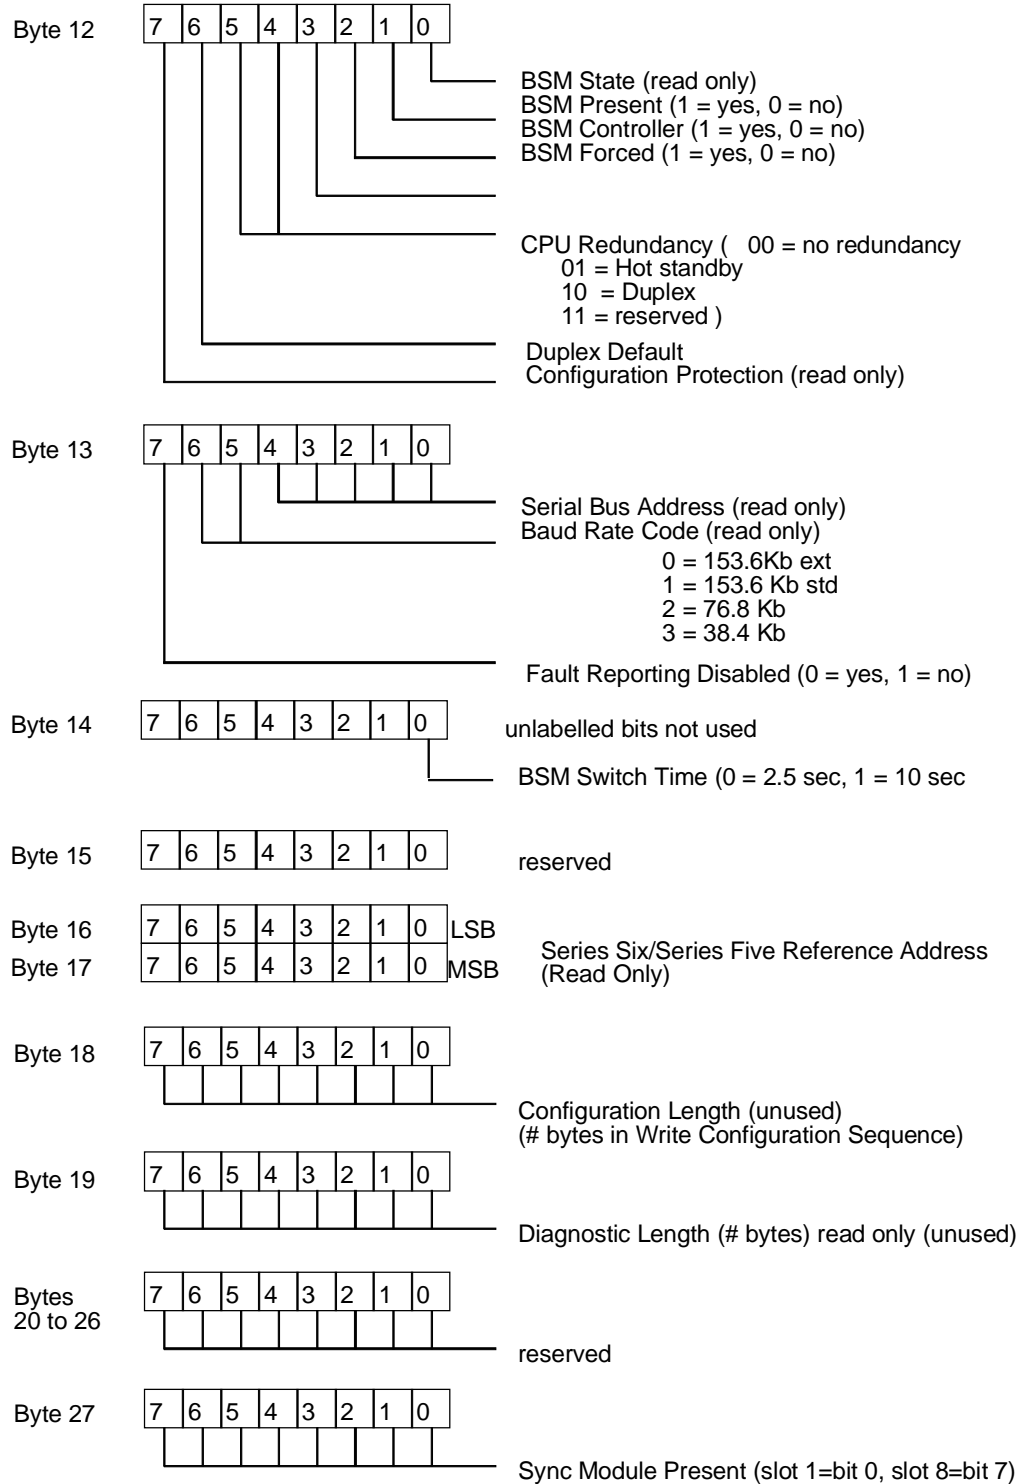 Byte 12 7 6 5 4 3 2 1 0
BSM State (read only)
BSM Present (1 = yes, 0 = no)
BSM Controller (1 = yes, 0 = no)
BSM Forced (1 = yes, 0 = no)
CPU Redundancy ( 00 = no redundancy
01 = Hot standby
10 = Duplex
11 = reserved )
Duplex Default
Configuration Protection (read only)
Byte 13 7 6 5 4 3 2 1 0
Serial Bus Address (read only)
Baud Rate Code (read only)
0 = 153.6Kb ext
1 = 153.6 Kb std
2 = 76.8 Kb
3 = 38.4 Kb
Fault Reporting Disabled (0 = yes, 1 = no)
Byte 14 7 6 5 4 3 2 1 0 unlabelled bits not used
BSM Switch Time (0 = 2.5 sec, 1 = 10 sec
Byte 15 7 6 5 4 3 2 1 0 reserved
Byte 16 7 6 5 4 3 2 1 0 LSB
Byte 17 7 6 5 4 3 2 1 0 MSB
Series Six/Series Five Reference Address
(Read Only)
Byte 18 7 6 5 4 3 2 1 0
Configuration Length (unused)
(# bytes in Write Configuration Sequence)
Byte 19 7 6 5 4 3 2 1 0
Diagnostic Length (# bytes) read only (unused)
Bytes 7 6 5 4 3 2 1 0
20 to 26
reserved
Byte 27 7 6 5 4 3 2 1 0
Sync Module Present (slot 1=bit 0, slot 8=bit 7)